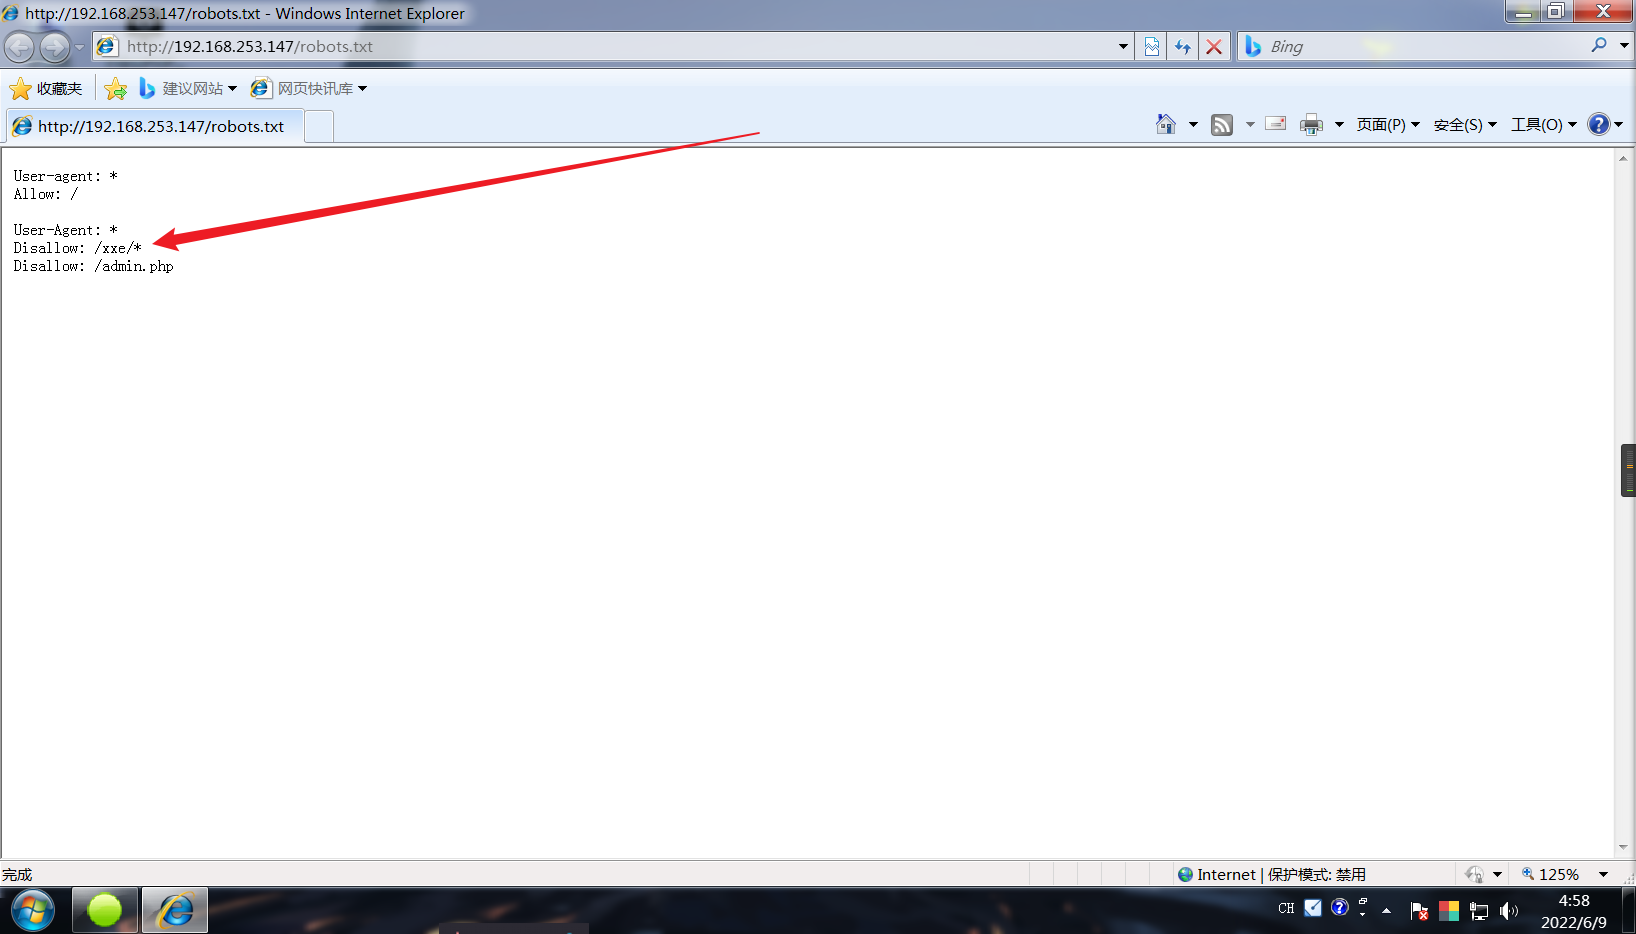 http://192.168.253.147/robots.txt - Windows Internet Explorer
http://192.168.253.147/robots.txt
Bing
收藏夹
建议网站
网页快讯库
http://192.168.253.147/robots.txt
页面(P)
安全(S)
工具(O)
User-agent: *
Allow: /
User-Agent: *
Disallow: /xxe/*
Disallow: /admin.php
完成
Internet | 保护模式: 禁用
125%
CH
4:58
2022/6/9